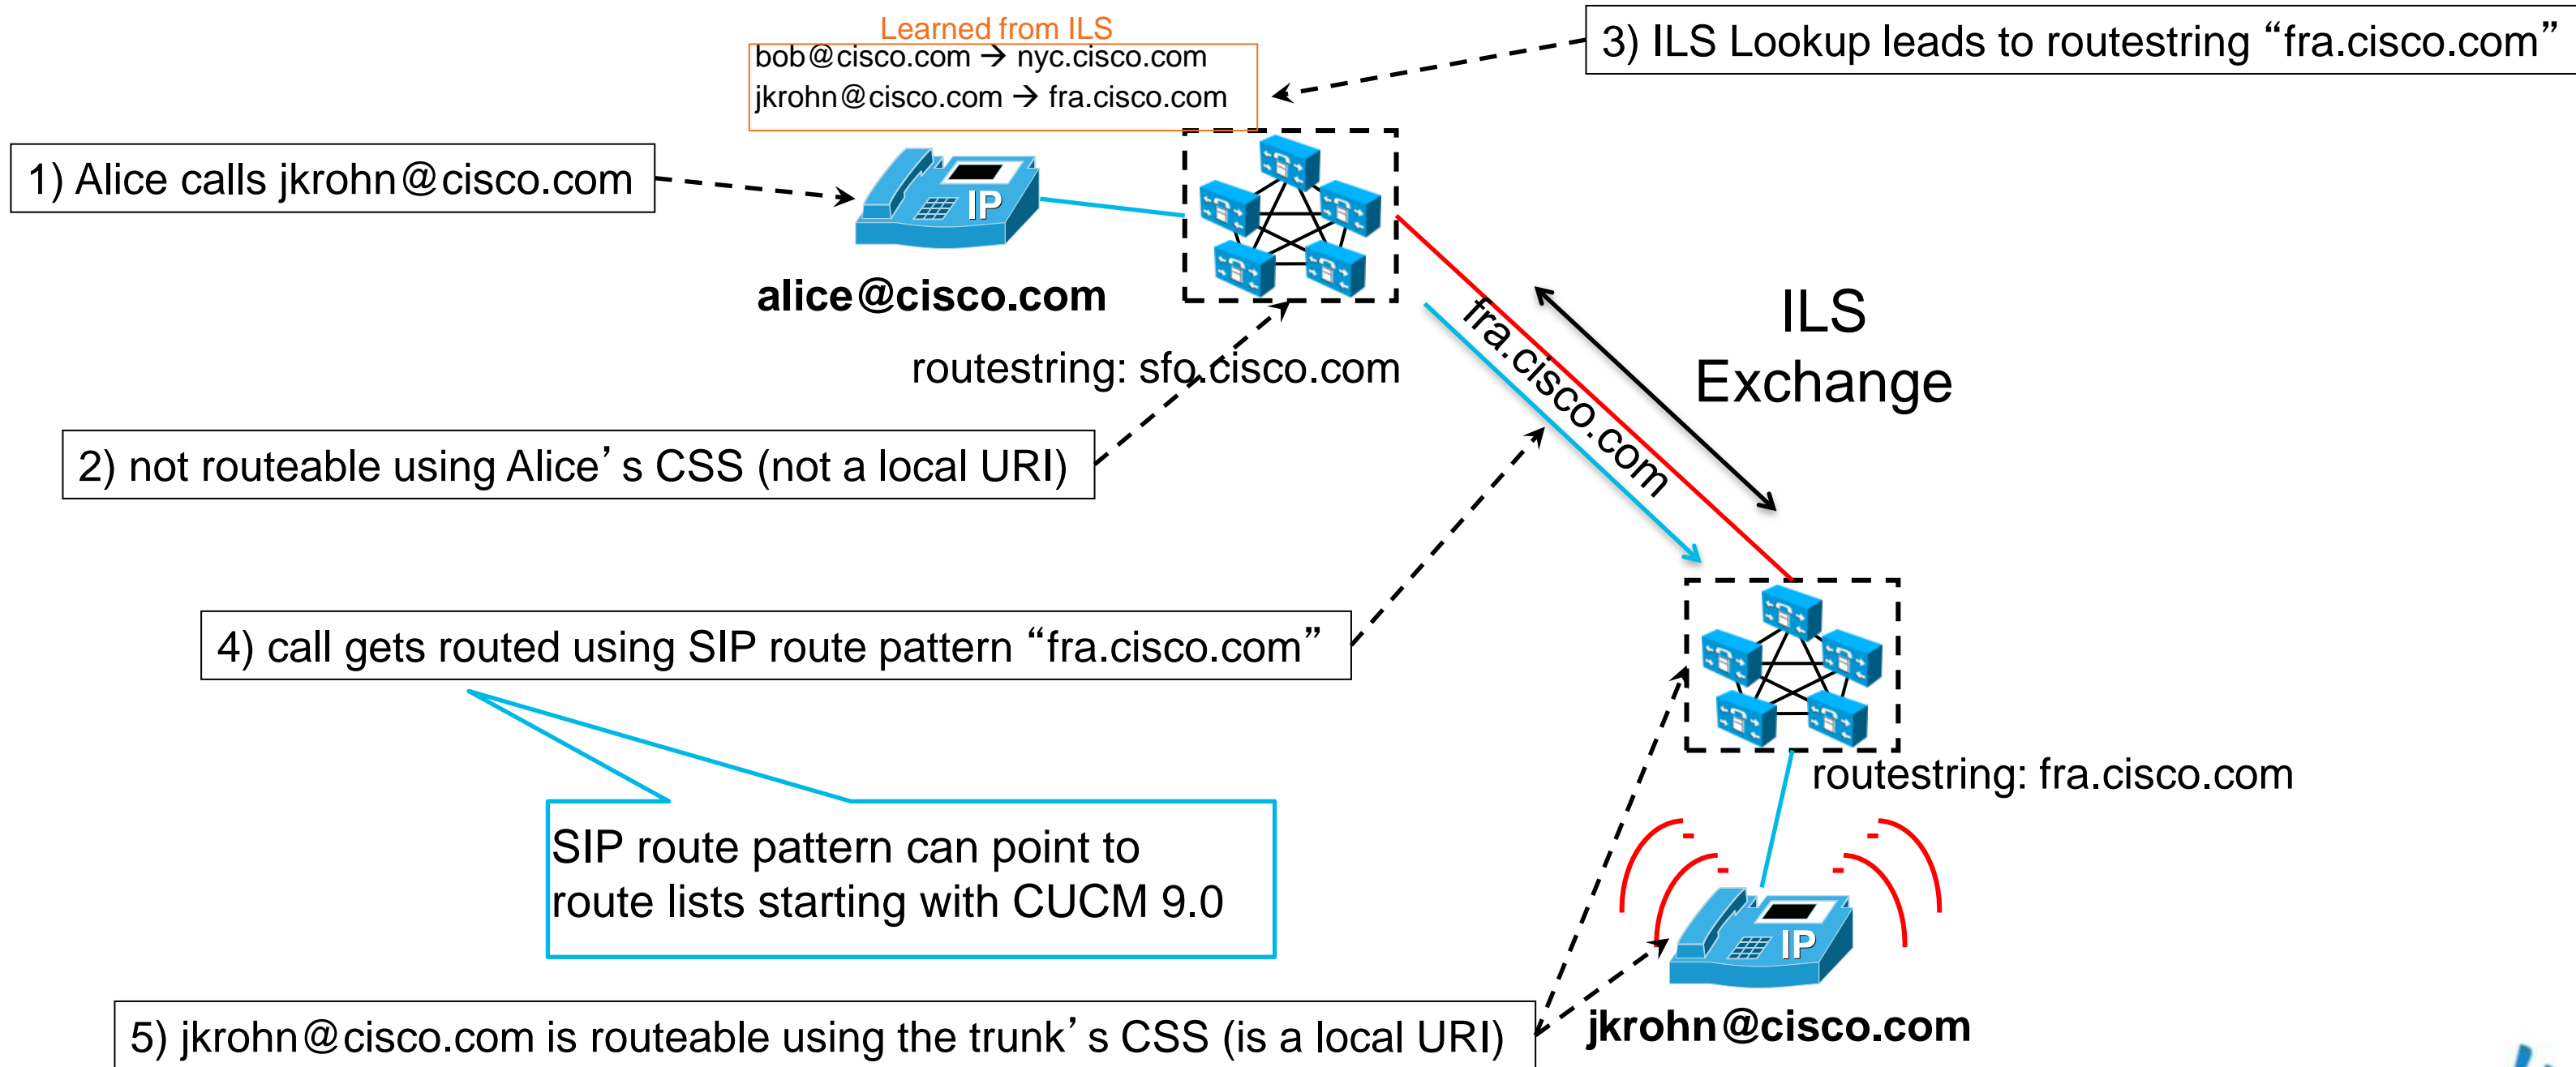 Learned from ILS
bob@cisco.com → nyc.cisco.com
jkrohn@cisco.com → fra.cisco.com
3) ILS Lookup leads to routestring “fra.cisco.com”
1) Alice calls jkrohn@cisco.com
IP
alice@cisco.com
routestring: sfo.cisco.com
fra.cisco.com
ILS
Exchange
2) not routeable using Alice’s CSS (not a local URI)
4) call gets routed using SIP route pattern “fra.cisco.com”
routestring: fra.cisco.com
SIP route pattern can point to
route lists starting with CUCM 9.0
IP
jkrohn@cisco.com
5) jkrohn@cisco.com is routeable using the trunk’s CSS (is a local URI)